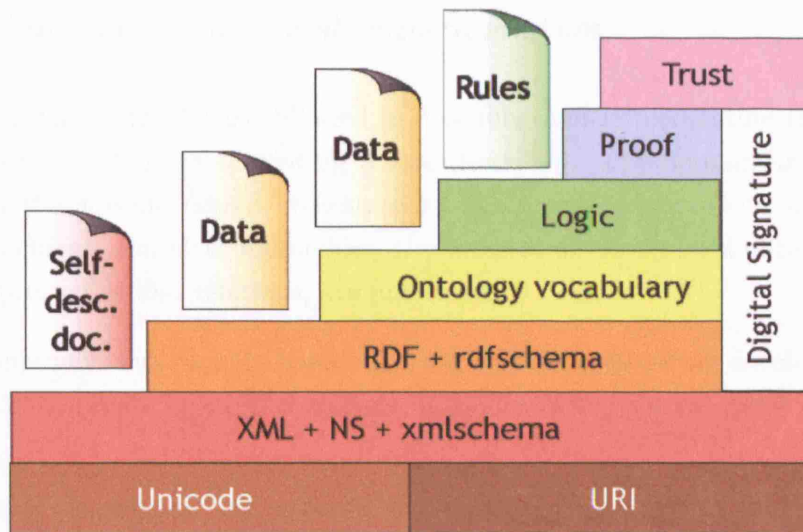 Rules
Trust
Data
Proof
Data
Logic
Self-
desc.
doc.
Ontology vocabulary
Digital Signature
RDF + rdfschema
XML + NS + xmlschema
Unicode
URI